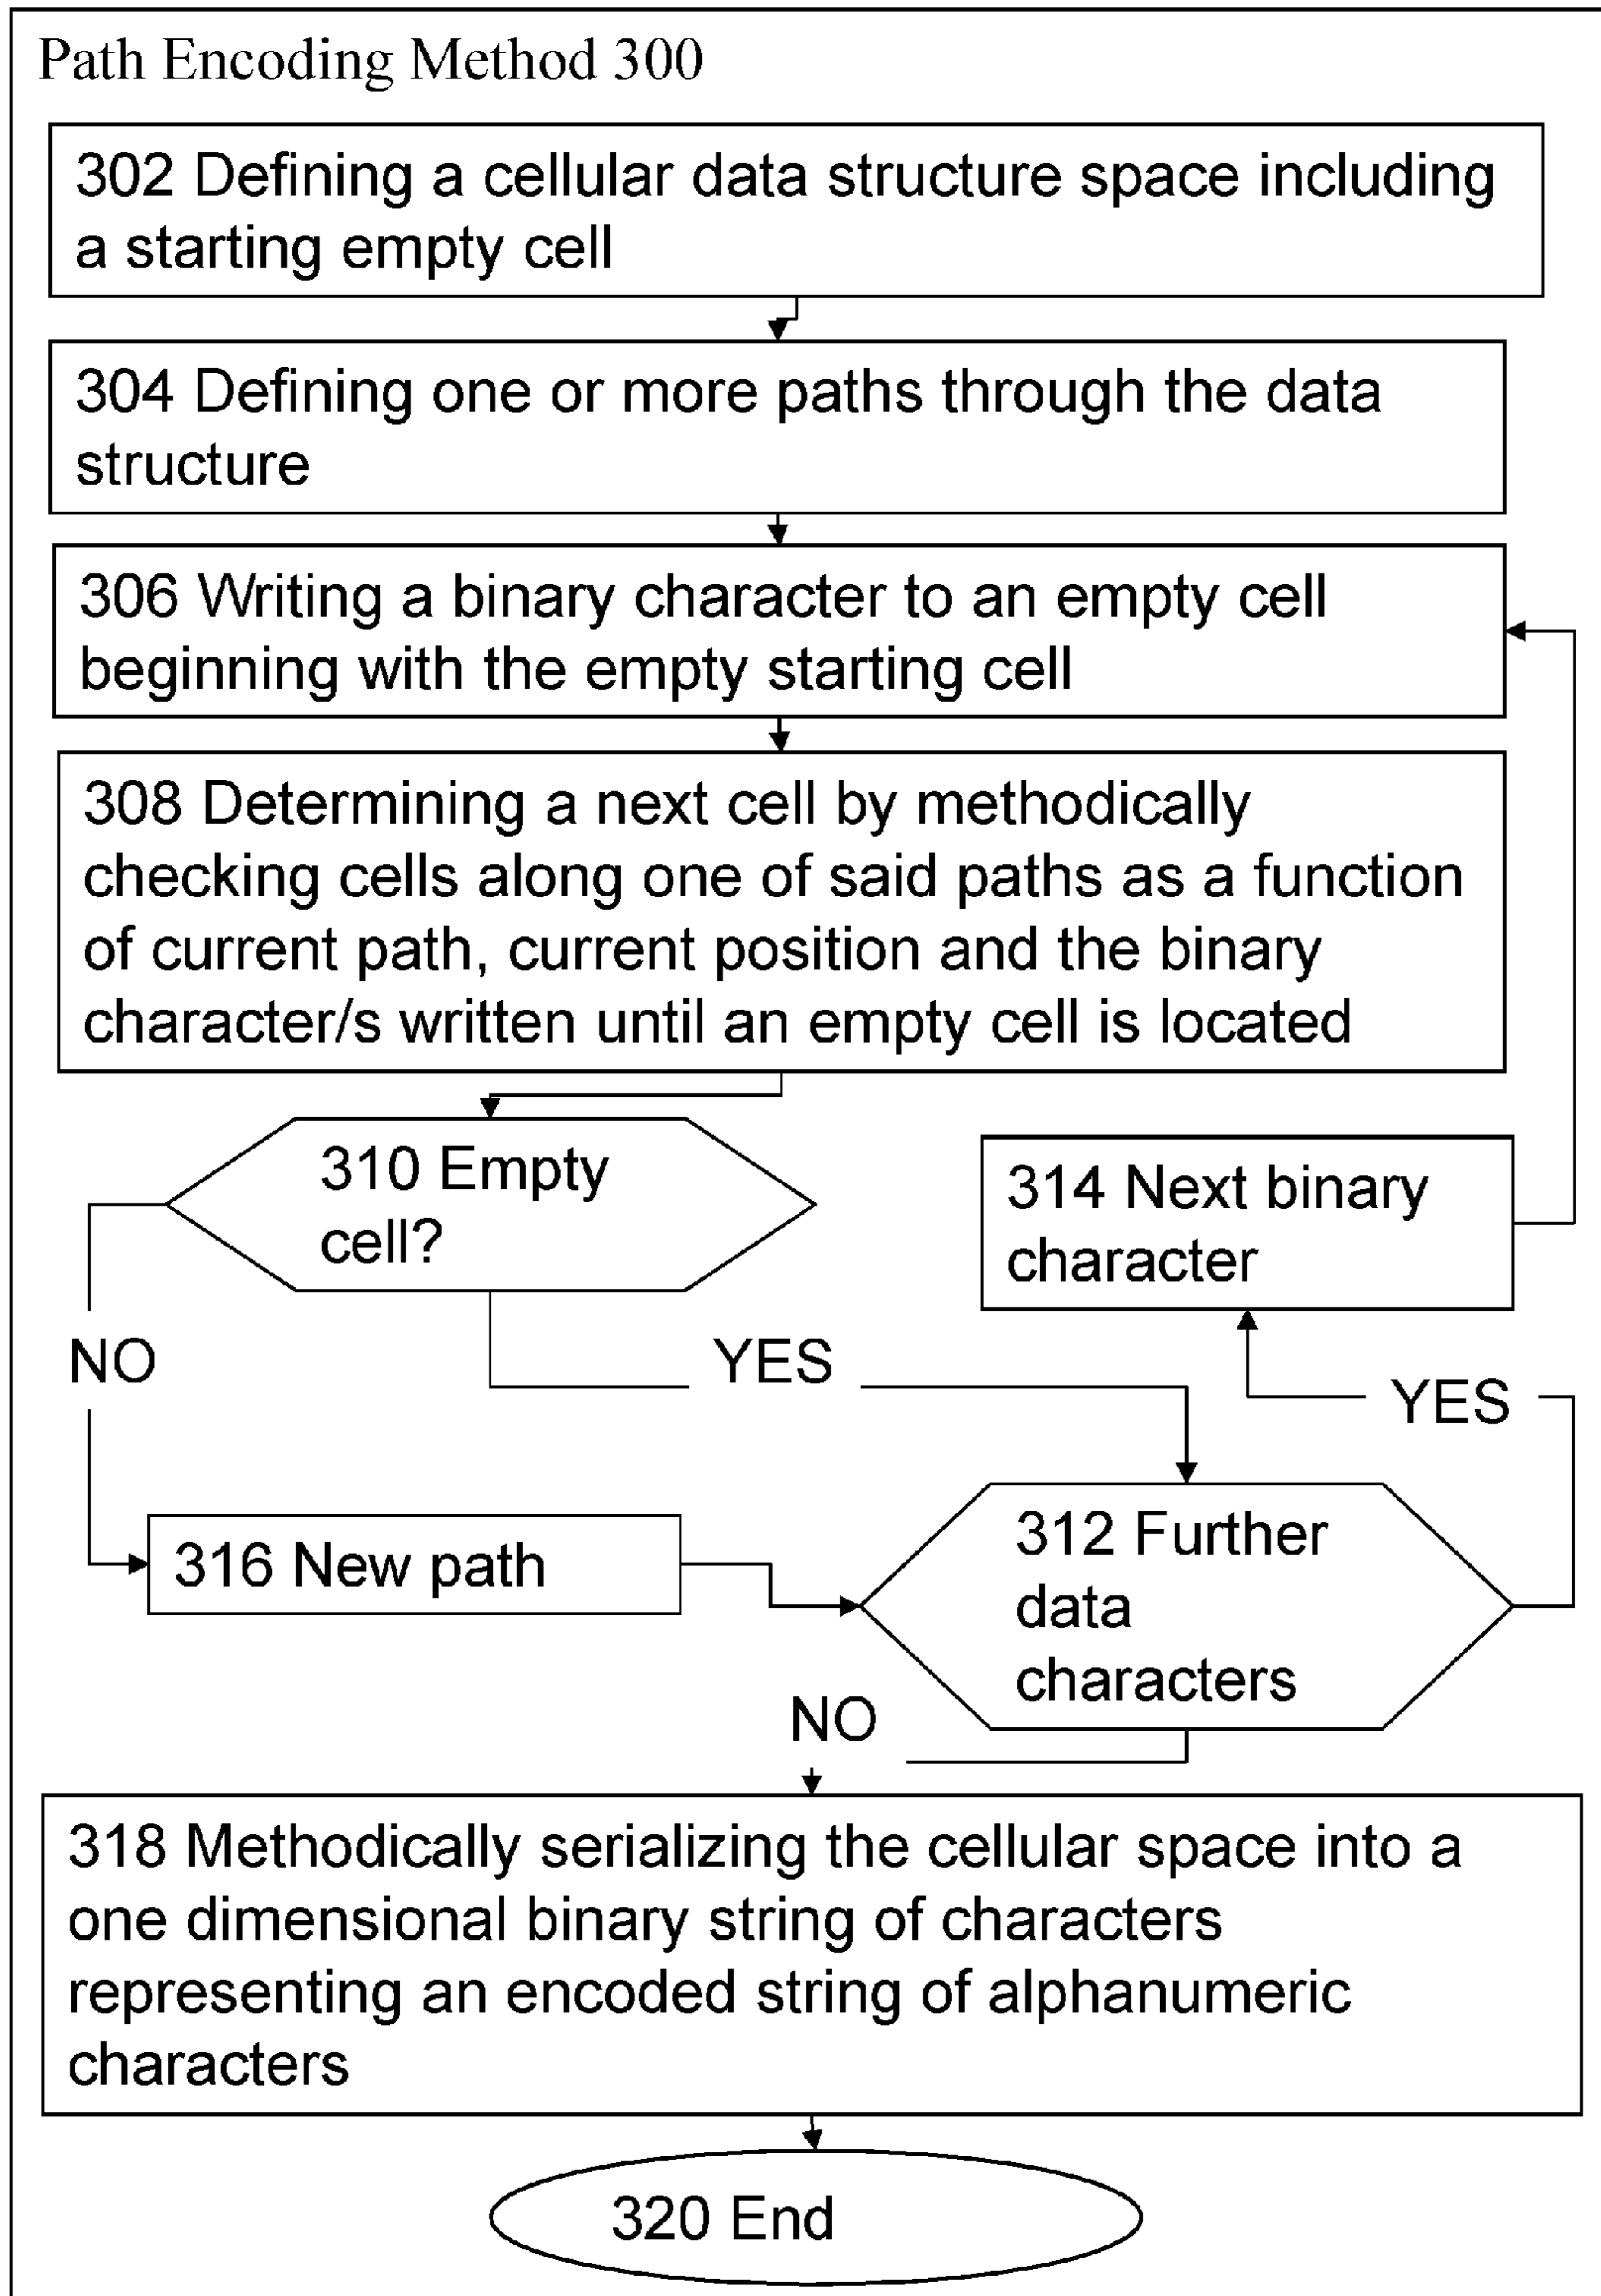 Path Encoding Method 300
302 Defining a cellular data structure space including
a starting empty cell
304 Defining one or more paths through the data
structure
306 Writing a binary character to an empty cell
beginning with the empty starting cell
308 Determining a next cell by methodically
checking cells along one of said paths as a function
of current path, current position and the binary
character/s written until an empty cell is located
310 Empty
cell?
314 Next binary
character
NO
YES
YES
316 New path
312 Further
data
characters
NO
318 Methodically serializing the cellular space into a
one dimensional binary string of characters
representing an encoded string of alphanumeric
characters
320 End